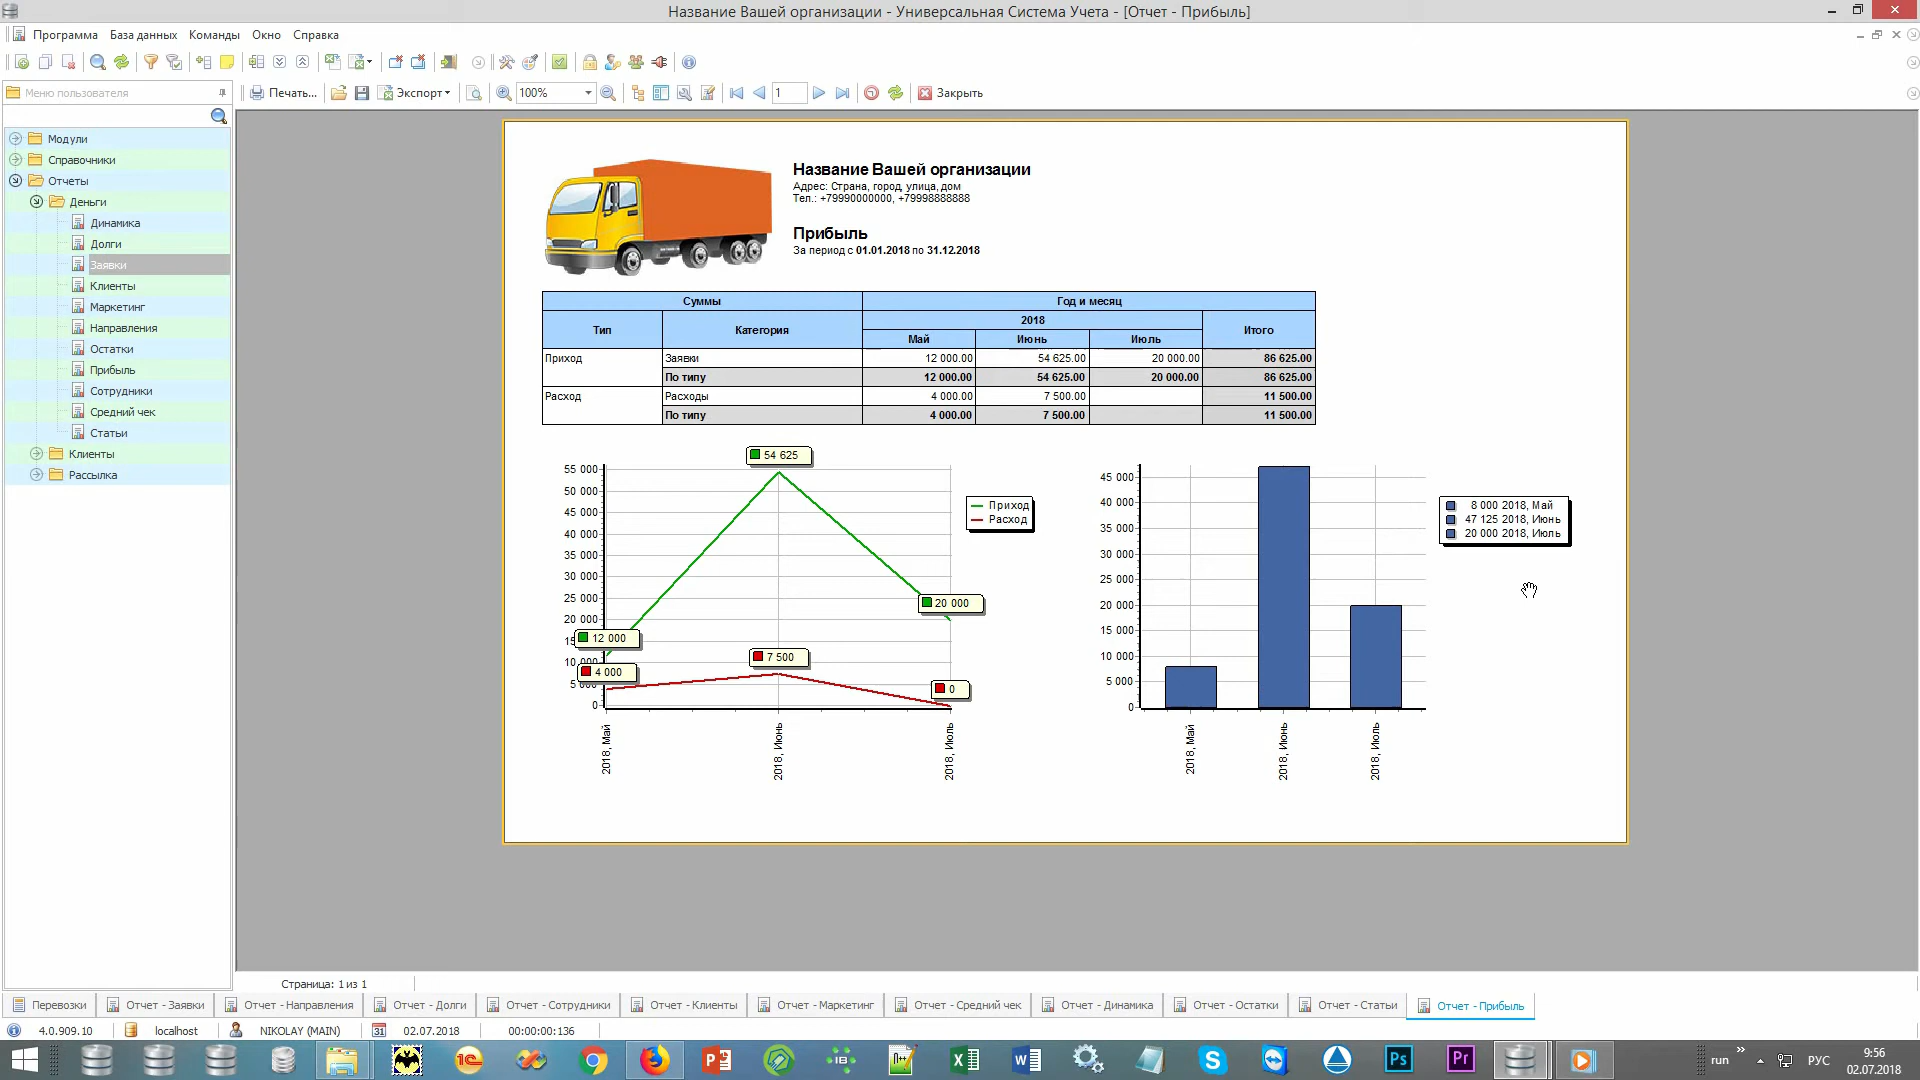 Название Вашей организации - Универсальная Система Учета - [Отчет - Прибыль]
Программа База данных Команды Окно Справка
Меню пользователя
Печать... Экспорт 100% 1 Закрыть
Модули
Справочники
Отчеты
Деньги
Динамика
Долги
Заявки
Клиенты
Маркетинг
Направления
Остатки
Прибыль
Сотрудники
Средний чек
Статьи
Клиенты
Рассылка
Название Вашей организации
Адрес: Страна, город, улица, дом
Тел.: +79990000000, +79998888888
Прибыль
За период с 01.01.2018 по 31.12.2018
Суммы Год и месяц
Тип Категория 2018 Итого
Май Июнь Июль
Приход Заявки 12 000.00 54 625.00 20 000.00 86 625.00
По типу 12 000.00 54 625.00 20 000.00 86 625.00
Расход Расходы 4 000.00 7 500.00 11 500.00
По типу 4 000.00 7 500.00 11 500.00
55 000
50 000
45 000
40 000
35 000
30 000
25 000
20 000
15
10 000
5 000
0
54 625
20 000
12 000
4 000
7 500
0
Приход
Расход
2018, Май
2018, Июнь
2018, Июль
45 000
40 000
35 000
30 000
25 000
20 000
15 000
10 000
5 000
0
8 000 2018, Май
47 125 2018, Июнь
20 000 2018, Июль
2018, Май
2018, Июнь
2018, Июль
Страница: 1 из 1
Перевозки Отчет - Заявки Отчет - Направления Отчет - Долги Отчет - Сотрудники Отчет - Клиенты Отчет - Маркетинг Отчет - Средний чек Отчет - Динамика Отчет - Остатки Отчет - Статьи Отчет - Прибыль
4.0.909.10 localhost NIKOLAY (MAIN) 31 02.07.2018 00:00:00:136
run РУС 9:56
02.07.2018